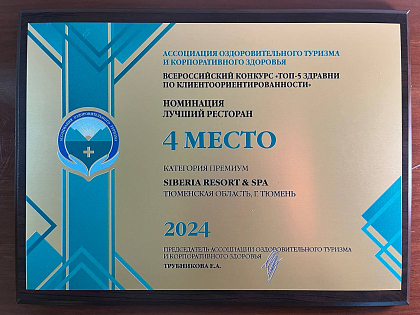 АССОЦИАЦИЯ ОЗДОРОВИТЕЛЬНОГО ТУРИЗМА
И КОРПОРАТИВНОГО ЗДОРОВЬЯ
ВСЕРОССИЙСКИЙ КОНКУРС «ТОП-5 ЗДРАВНИ
ПО КЛИЕНТООРИЕНТИРОВАННОСТИ»
НОМИНАЦИЯ
ЛУЧШИЙ РЕСТОРАН
4 МЕСТО
КАТЕГОРИЯ ПРЕМИУМ
SIBERIA RESORT & SPA
ТЮМЕНСКАЯ ОБЛАСТЬ, Г. ТЮМЕНЬ
2024
ПРЕДСЕДАТЕЛЬ АССОЦИАЦИИ ОЗДОРОВИТЕЛЬНОГО ТУРИЗМА
И КОРПОРАТИВНОГО ЗДОРОВЬЯ
ТРУБНИКОВА Е.А.